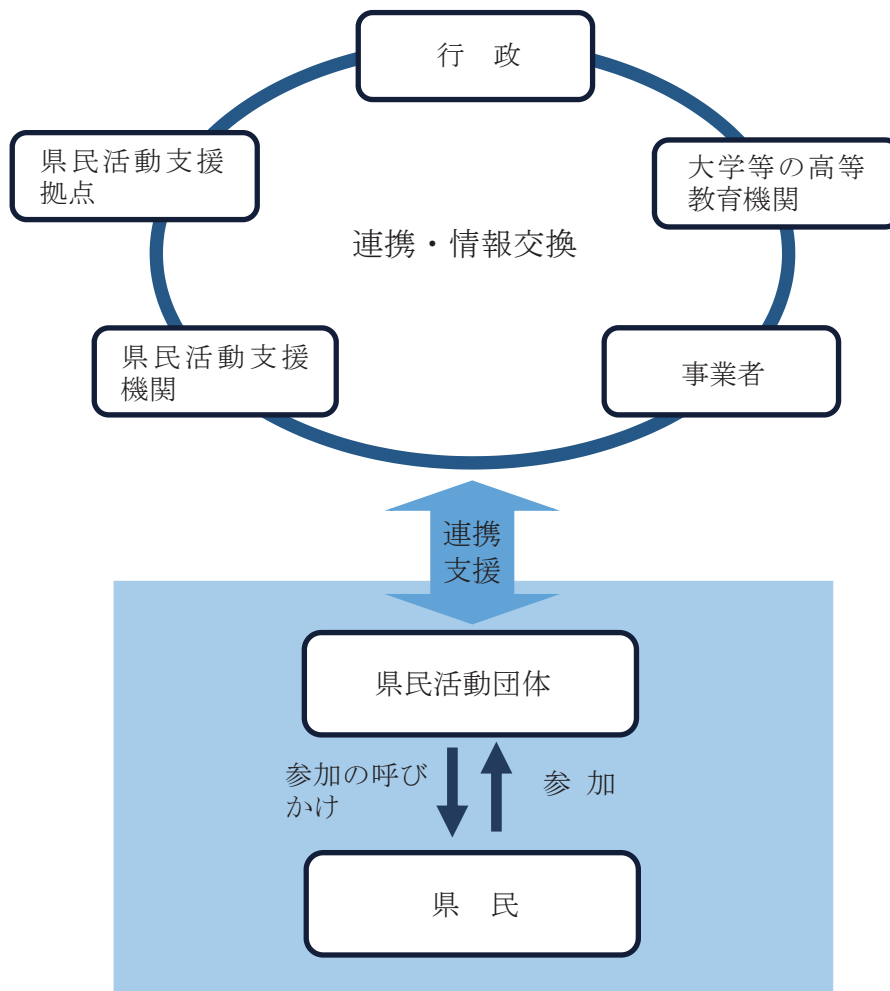 行　政
県民活動支援
拠点
大学等の高等
教育機関
連携・情報交換
県民活動支援
機関
事業者
連携
支援
県民活動団体
参加の呼び
かけ
参 加
県　民